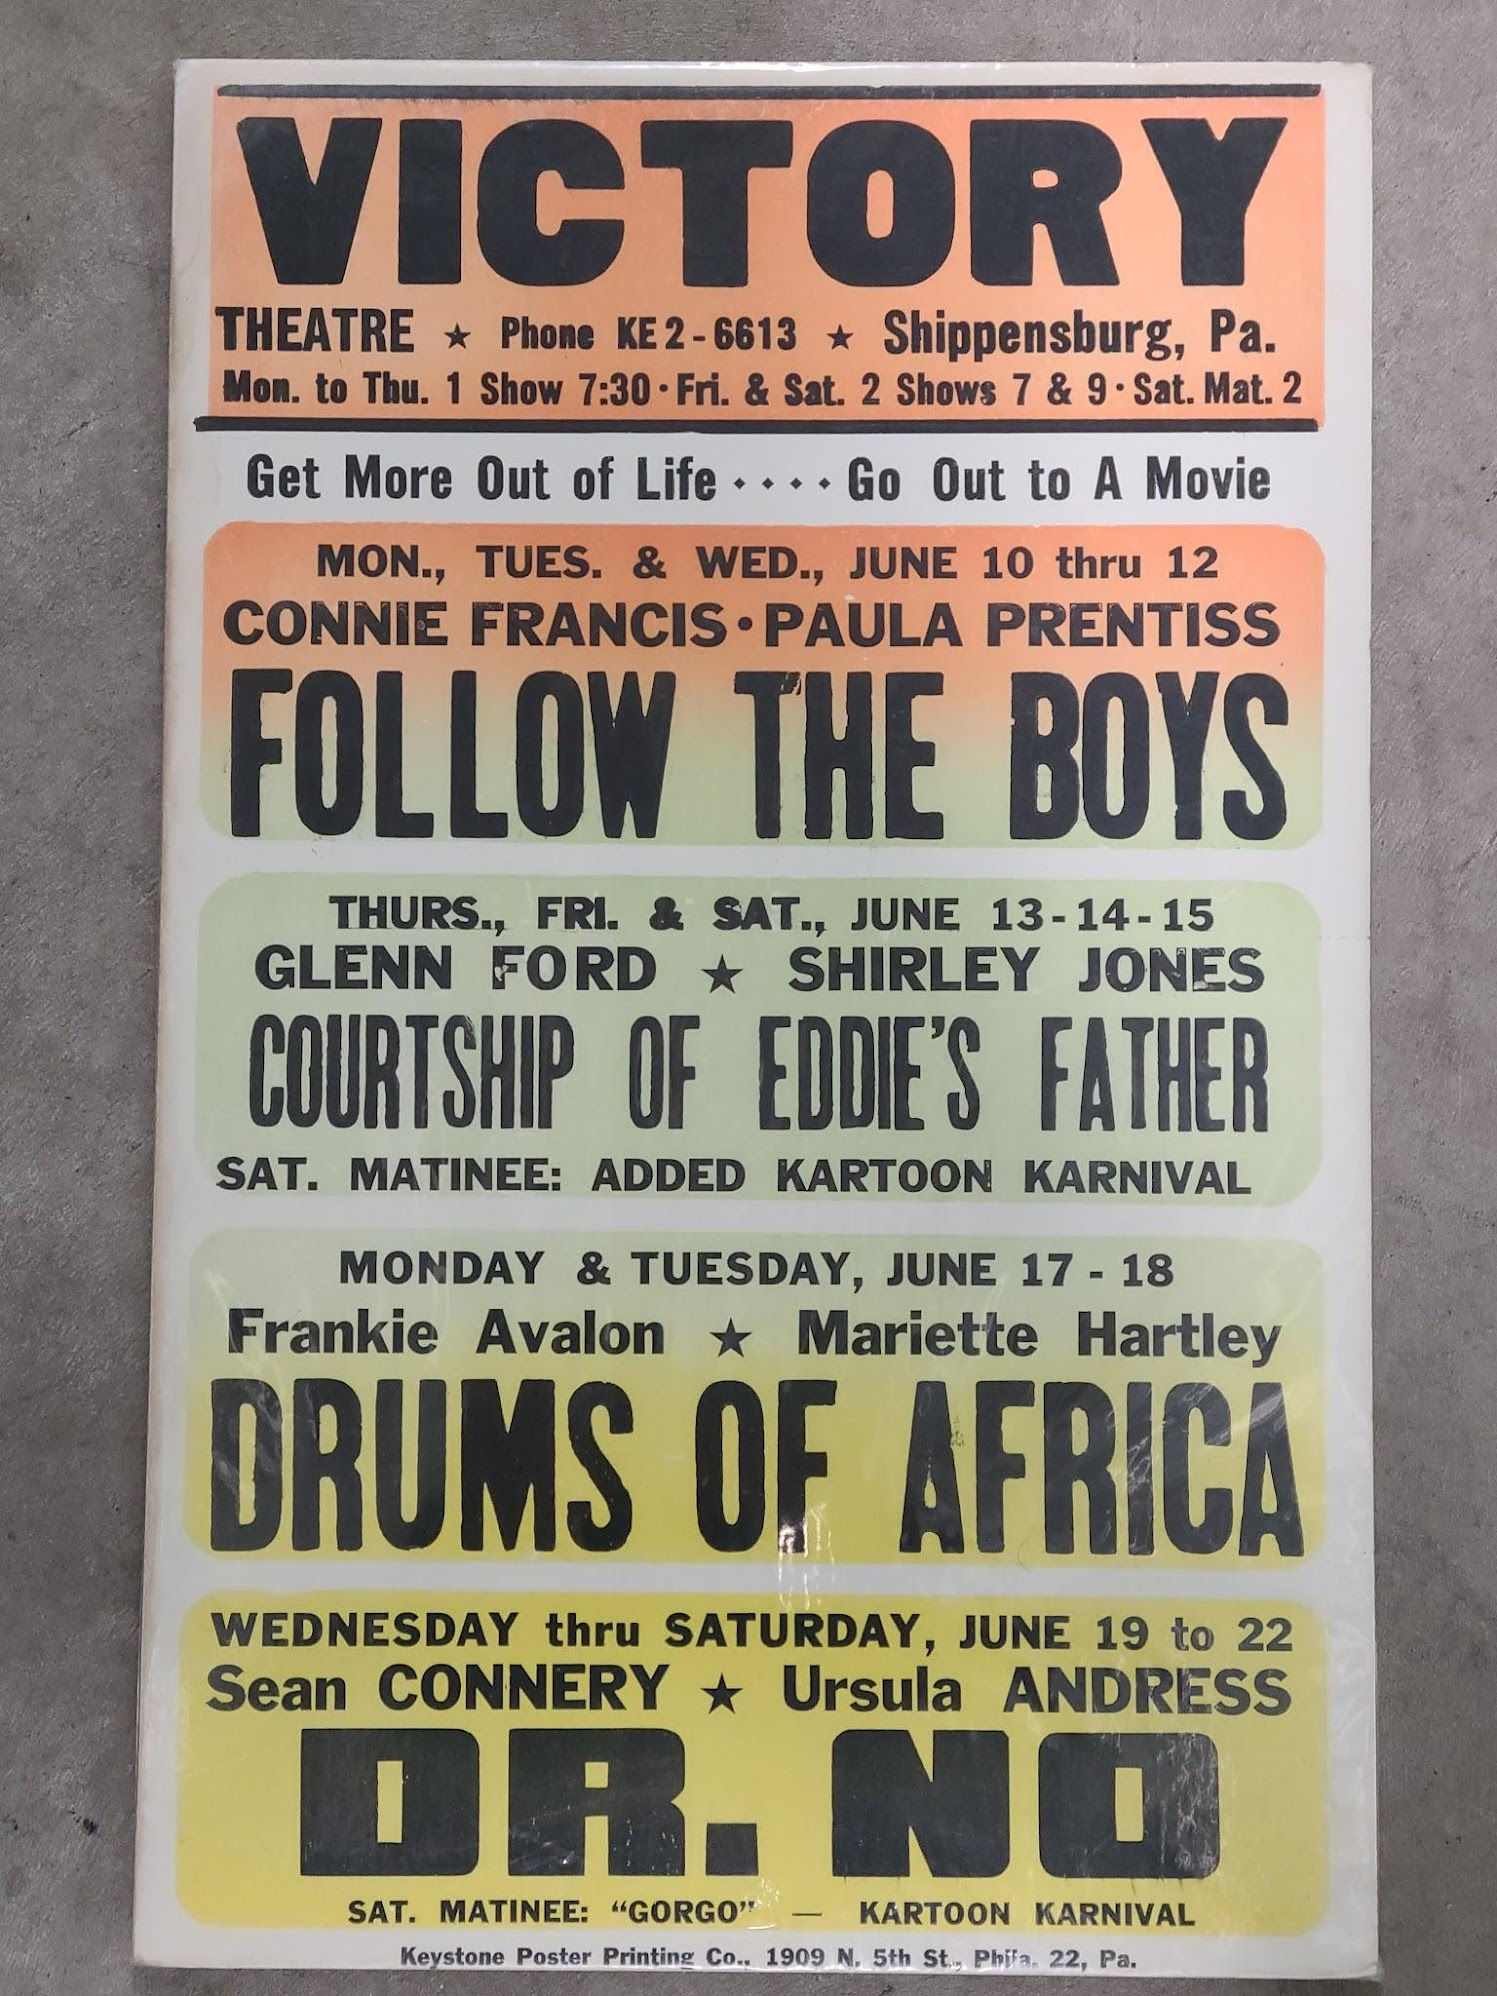 VICTORY
THEATRE ★ Phone KE 2-6613 ★ Shippensburg, Pa.
Mon. to Thu. 1 Show 7:30 · Fri. & Sat. 2 Shows 7 & 9 · Sat. Mat. 2
Get More Out of Life · · · · Go Out to A Movie
MON., TUES. & WED., JUNE 10 thru 12
CONNIE FRANCIS • PAULA PRENTISS
FOLLOW THE BOYS
THURS., FRI. & SAT., JUNE 13-14-15
GLENN FORD ★ SHIRLEY JONES
COURTSHIP OF EDDIE'S FATHER
SAT. MATINEE: ADDED KARTOON KARNIVAL
MONDAY & TUESDAY, JUNE 17 - 18
Frankie Avalon ★ Mariette Hartley
DRUMS OF AFRICA
WEDNESDAY thru SATURDAY, JUNE 19 to 22
Sean CONNERY ★ Ursula ANDRESS
DR. NO
SAT. MATINEE: “GORGO” — KARTOON KARNIVAL
Keystone Poster Printing Co., 1909 N. 5th St., Phila. 22, Pa.